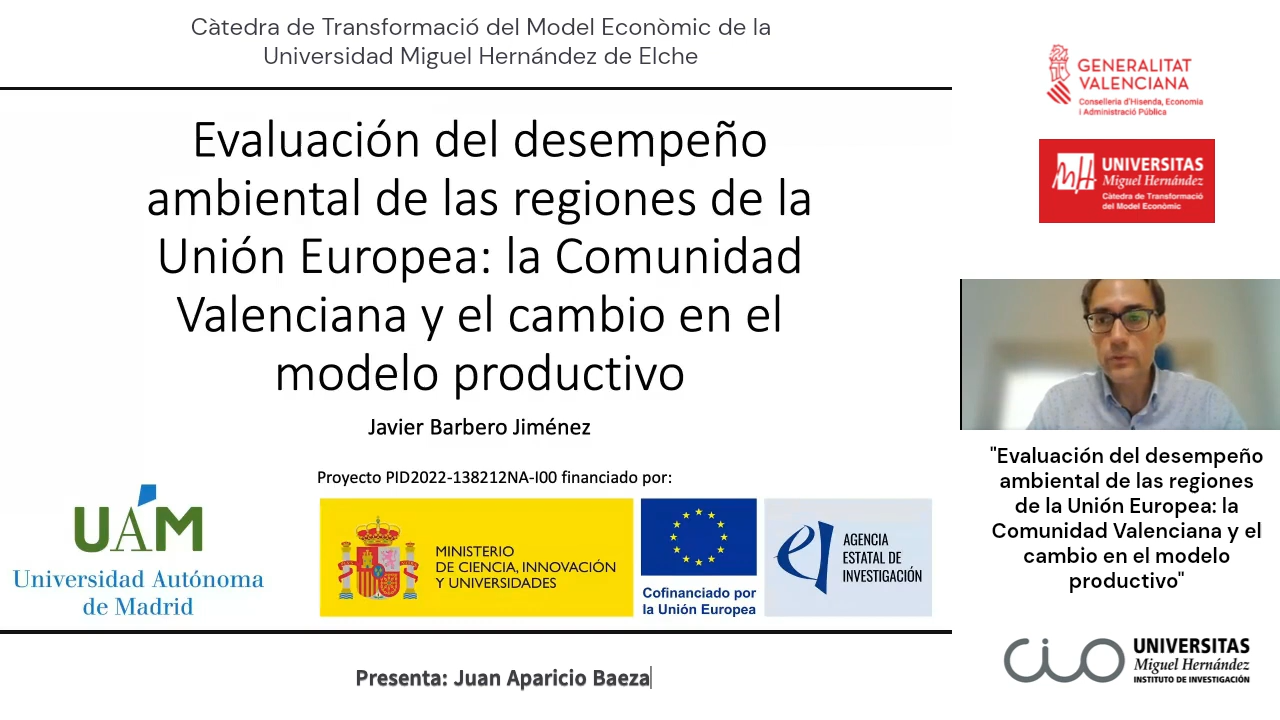 Càtedra de Transformació del Model Econòmic de la
Universidad Miguel Hernández de Elche
Evaluación del desempeño
ambiental de las regiones de la
Unión Europea: la Comunidad
Valenciana y el cambio en el
modelo productivo
Javier Barbero Jiménez
Proyecto PID2022-138212NA-I00 financiado por:
UAM
Universidad Autónoma
de Madrid
MINISTERIO
DE CIENCIA, INNOVACIÓN
Y UNIVERSIDADES
Cofinanciado por
la Unión Europea
AGENCIA
ESTATAL DE
INVESTIGACIÓN
Presenta: Juan Aparicio Baeza
GENERALITAT
VALENCIANA
Conselleria d'Hisenda, Economia
i Administració Pública
UNIVERSITAS
Miguel Hernández
Càtedra de Transformació
del Model Econòmic
"Evaluación del desempeño
ambiental de las regiones
de la Unión Europea: la
Comunidad Valenciana y el
cambio en el modelo
productivo"
CIO
UNIVERSITAS
Miguel Hernández
INSTITUTO DE INVESTIGACIÓN